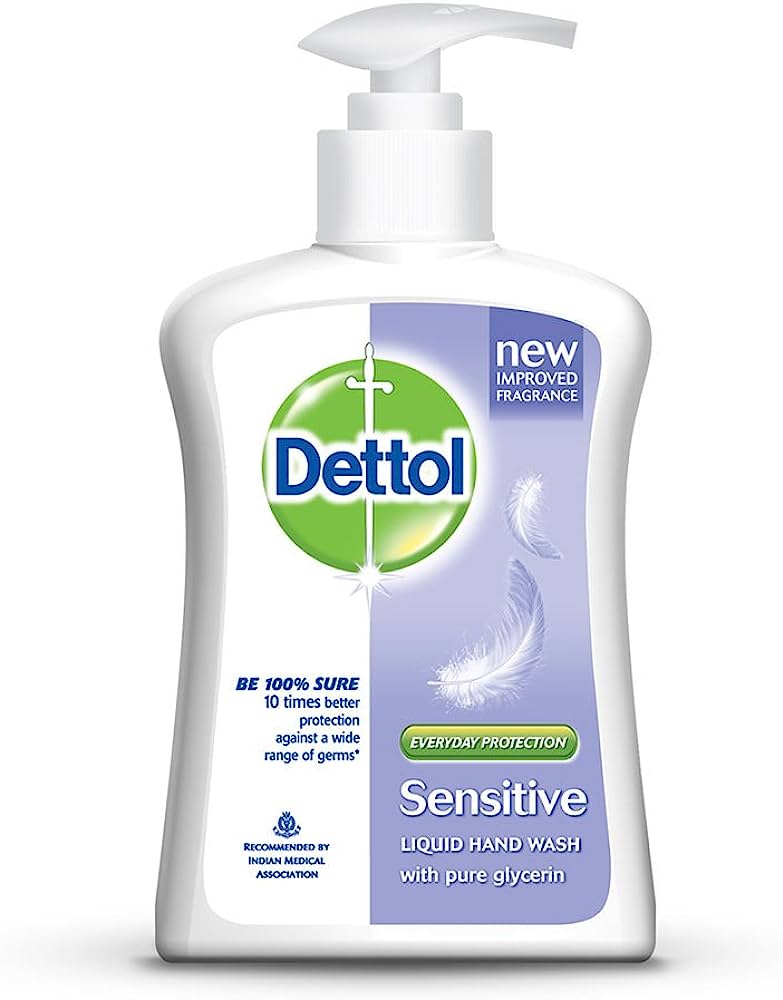 new
IMPROVED
FRAGRANCE
Dettol
BE 100% SURE
10 times better
protection
against a wide
range of germs*
EVERYDAY PROTECTION
Sensitive
LIQUID HAND WASH
with pure glycerin
RECOMMENDED BY
INDIAN MEDICAL
ASSOCIATION